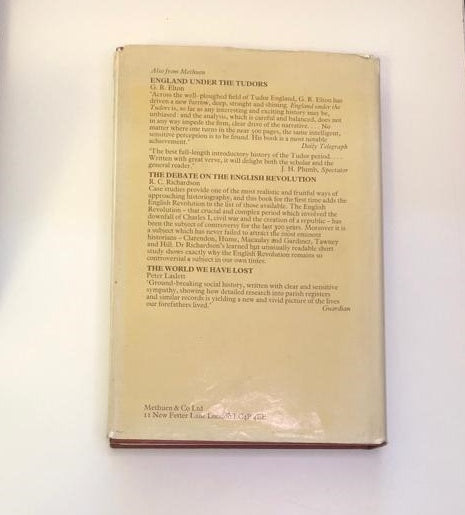 Also from Methuen
ENGLAND UNDER THE TUDORS
G. R. Elton
'Across the well-ploughed field of Tudor England, G. R. Elton has
driven a new furrow, deep, straight and shining. England under the
Tudors is, so far as any interesting and exciting history may be,
unbiased: and the analysis, which is careful and balanced, does not
in any way impede the firm, clear drive of the narrative. . . . No
matter where one turns in the near 500 pages, the same intelligent,
sensitive perception is to be found. His book is a most notable
achievement.'
Daily Telegraph
'The best full-length introductory history of the Tudor period. . . .
Written with great verve, it will delight both the scholar and the
general reader.'
J. H. Plumb, Spectator
THE DEBATE ON THE ENGLISH REVOLUTION
R. C. Richardson
Case studies provide one of the most realistic and fruitful ways of
approaching historiography, and this book for the first time adds the
English Revolution to the list of those available. The English
Revolution – that crucial and complex period which involved the
downfall of Charles I, civil war and the creation of a republic – has
been the subject of controversy for the last 300 years. Moreover it is
a subject which has never failed to attract the most eminent
historians – Clarendon, Hume, Macaulay and Gardiner, Tawney
and Hill. Dr Richardson's learned but unusually readable short
study shows exactly why the English Revolution remains so
controversial a subject in our own times.
THE WORLD WE HAVE LOST
Peter Laslett
'Ground-breaking social history, written with clear and sensitive
sympathy, showing how detailed research into parish registers
and similar records is yielding a new and vivid picture of the lives
our forefathers lived.'
Guardian
Methuen & Co Ltd
11 New Fetter Lane London EC4P 4EE